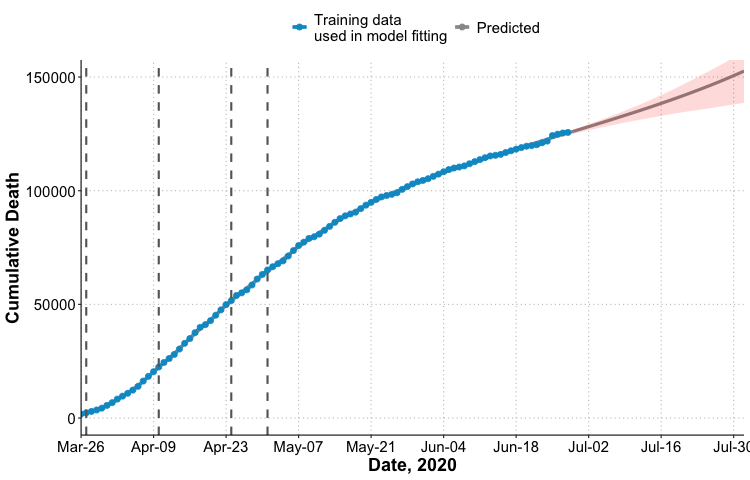 Training data
used in model fitting
Predicted
150000
100000
50000
0
Cumulative Death
Mar-26 Apr-09 Apr-23 May-07 May-21 Jun-04 Jun-18 Jul-02 Jul-16 Jul-30
Date, 2020